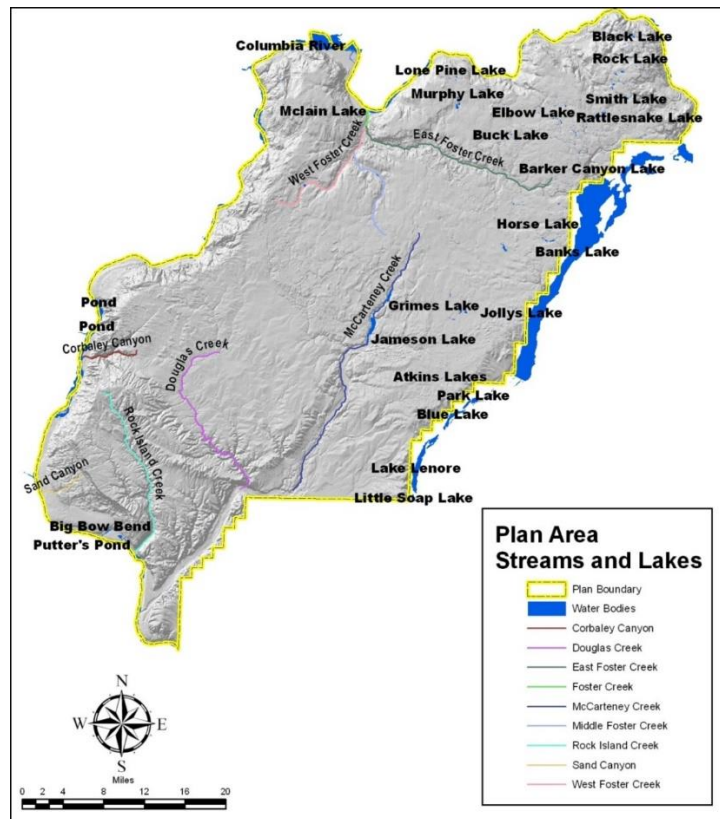 Black Lake
Columbia River
Rock Lake
Lone Pine Lake
Murphy Lake
Smith Lake
Mclain Lake
Elbow Lake
Rattlesnake Lake
Buck Lake
East Foster Creek
West Foster Creek
Barker Canyon Lake
Horse Lake
Banks Lake
McCarteney Creek
Pond
Grimes Lake
Jollys Lake
Pond
Corbaley Canyon
Jameson Lake
Douglas Creek
Atkins Lakes
Park Lake
Blue Lake
Rock Island Creek
Sand Canyon
Lake Lenore
Little Soap Lake
Big Bow Bend
Putter's Pond
Plan Area
Streams and Lakes
Plan Boundary
Water Bodies
Corbaley Canyon
Douglas Creek
East Foster Creek
Foster Creek
McCarteney Creek
Middle Foster Creek
Rock Island Creek
Sand Canyon
West Foster Creek
N
W E
S
Miles
0 2 4 8 12 16 20